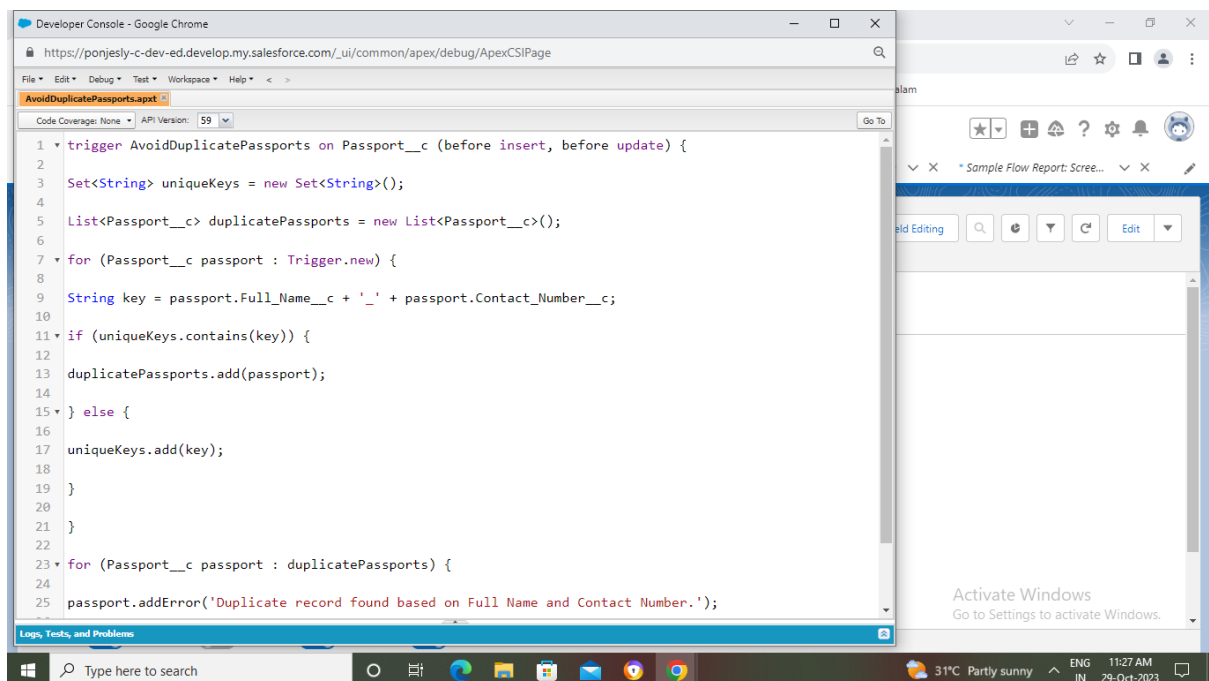 Developer Console - Google Chrome
https://ponjesly-c-dev-ed.develop.my.salesforce.com/_ui/common/apex/debug/ApexCSIPage
File Edit Debug Test Workspace Help < >
AvoidDuplicatePassports.apxt
Code Coverage: None API Version: 59 Go To
1 trigger AvoidDuplicatePassports on Passport__c (before insert, before update) {
2
3 Set<String> uniqueKeys = new Set<String>();
4
5 List<Passport__c> duplicatePassports = new List<Passport__c>();
6
7 for (Passport__c passport : Trigger.new) {
8
9 String key = passport.Full_Name__c + '_' + passport.Contact_Number__c;
10
11 if (uniqueKeys.contains(key)) {
12
13 duplicatePassports.add(passport);
14
15 } else {
16
17 uniqueKeys.add(key);
18
19 }
20
21 }
22
23 for (Passport__c passport : duplicatePassports) {
24
25 passport.addError('Duplicate record found based on Full Name and Contact Number.');
Logs, Tests, and Problems
alam
* Sample Flow Report: Scree...
eld Editing
Edit
Activate Windows
Go to Settings to activate Windows.
Type here to search
31°C Partly sunny
ENG
IN
11:27 AM
29-Oct-2023